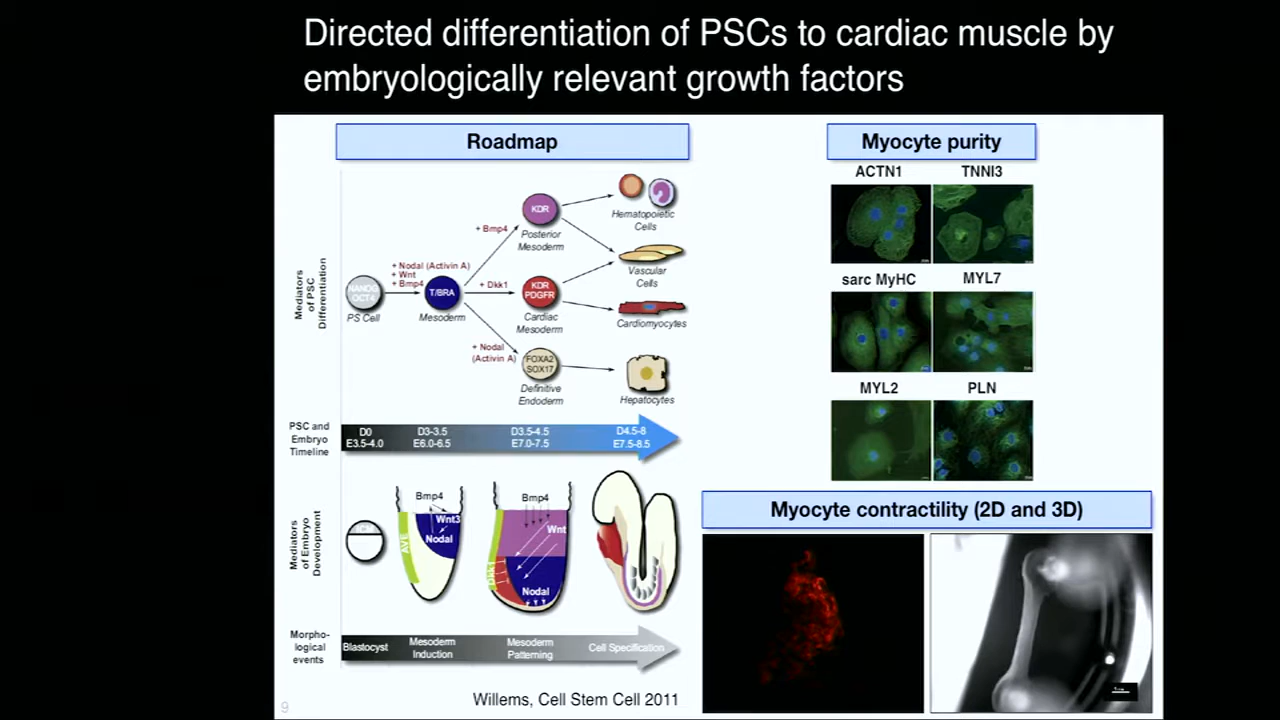 Directed differentiation of PSCs to cardiac muscle by
embryologically relevant growth factors
Roadmap
Mediators
of PSC
Differentiation
NANOG
OCT4
PS Cell
+ Nodal (Activin A)
+ Wnt
+ Bmp4
T/BRA
Mesoderm
+ Bmp4
KDR
Posterior
Mesoderm
+ Dkk1
KDR
PDGFR
Cardiac
Mesoderm
+ Nodal
(Activin A)
FOXA2
SOX17
Definitive
Endoderm
Hematopoietic
Cells
Vascular
Cells
Cardiomyocytes
Hepatocytes
PSC and
Embryo
Timeline
D0
E3.5-4.0
D3-3.5
E6.0-6.5
D3.5-4.5
E7.0-7.5
D4.5-8
E7.5-8.5
Mediators
of Embryo
Development
Bmp4
Wnt3
Nodal
AVE
Bmp4
Wnt
Dkk1
Nodal
Morpho-
logical
events
Blastocyst
Mesoderm
Induction
Mesoderm
Patterning
Cell Specification
Willems, Cell Stem Cell 2011
9
Myocyte purity
ACTN1 TNNI3
sarc MyHC MYL7
MYL2 PLN
Myocyte contractility (2D and 3D)